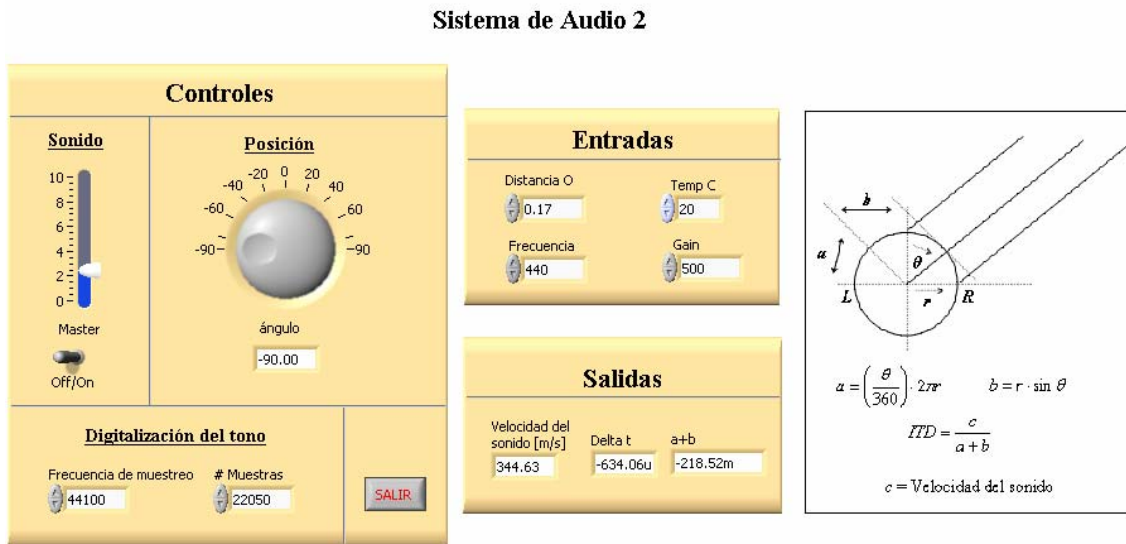 Sistema de Audio 2
Controles
Sonido
10
8
6
4
2
0
Master
Off/On
Posición
-90
-60
-40
-20
0
20
40
60
-90
ángulo
-90.00
Digitalización del tono
Frecuencia de muestreo
44100
# Muestras
22050
SALIR
Entradas
Distancia O
0.17
Temp C
20
Frecuencia
440
Gain
500
Salidas
Velocidad del
sonido [m/s]
344.63
Delta t
-634.06u
a+b
-218.52m
b
a
θ
L
r
R
a = (θ/360) · 2πr
b = r · sin θ
ITD = c/(a + b)
c = Velocidad del sonido